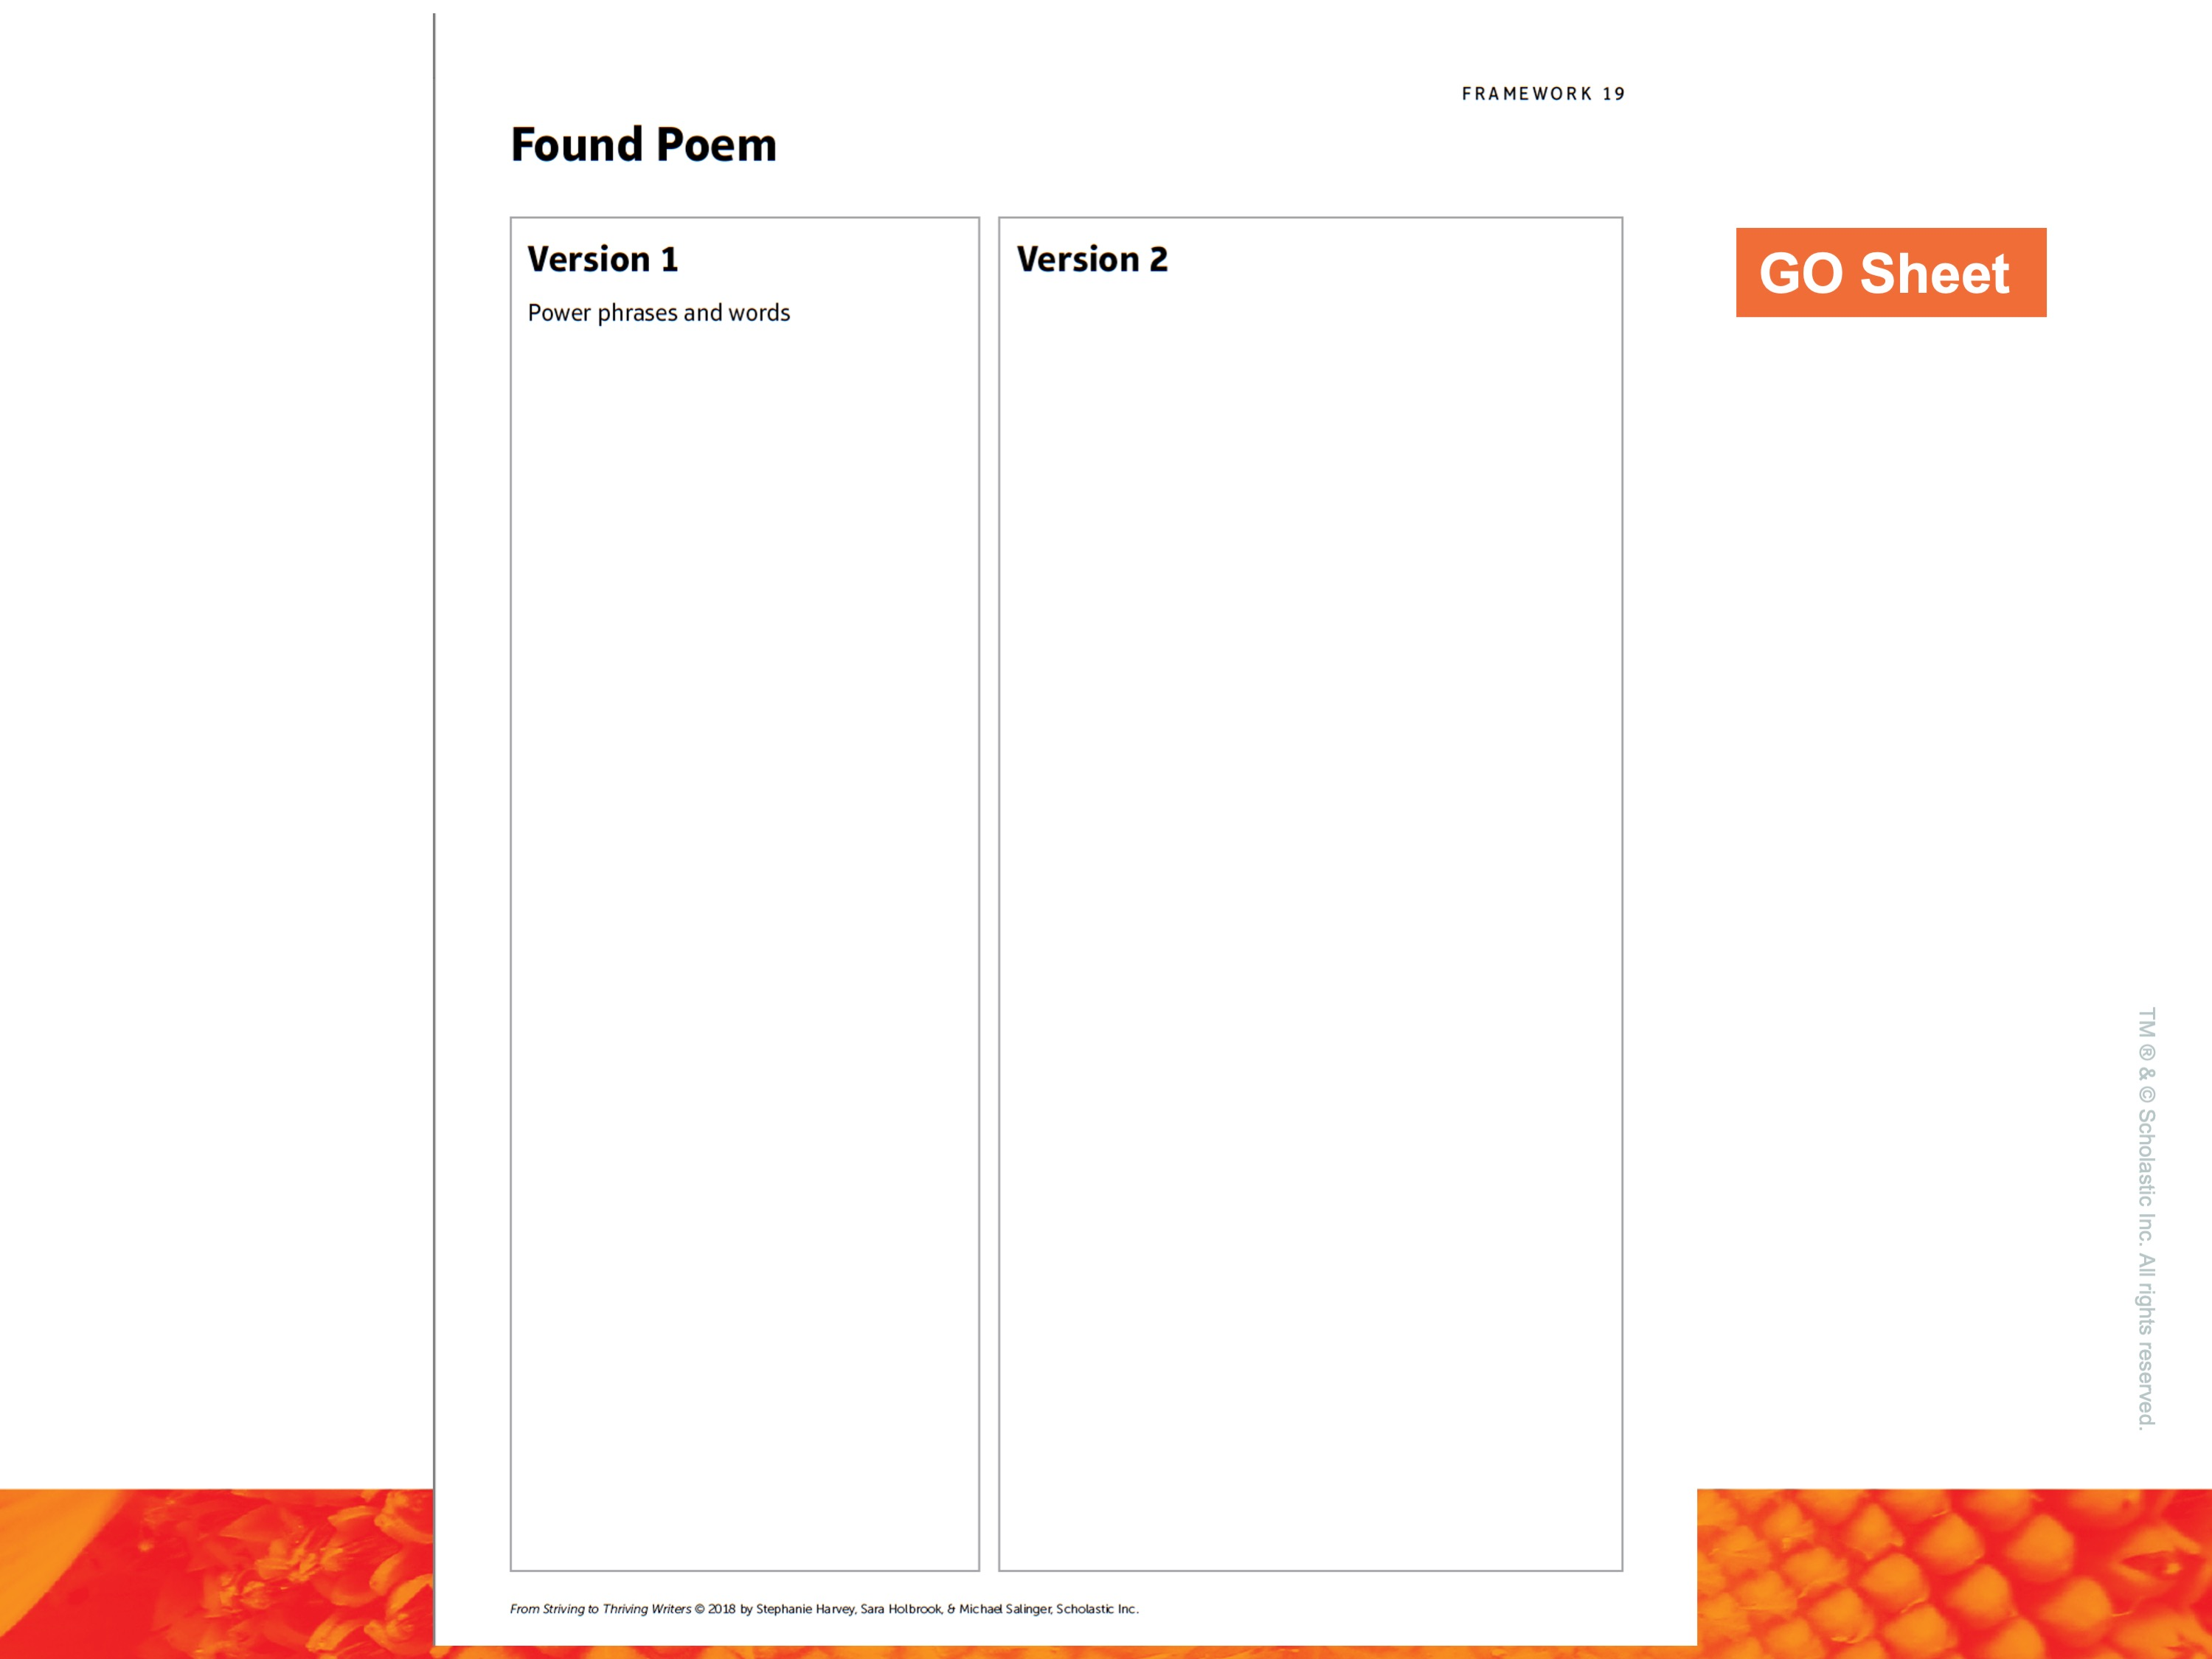 FRAMEWORK 19
Found Poem
Version 1
Power phrases and words
Version 2
GO Sheet
TM ® & © Scholastic Inc. All rights reserved.
From Striving to Thriving Writers © 2018 by Stephanie Harvey, Sara Holbrook, & Michael Salinger, Scholastic Inc.